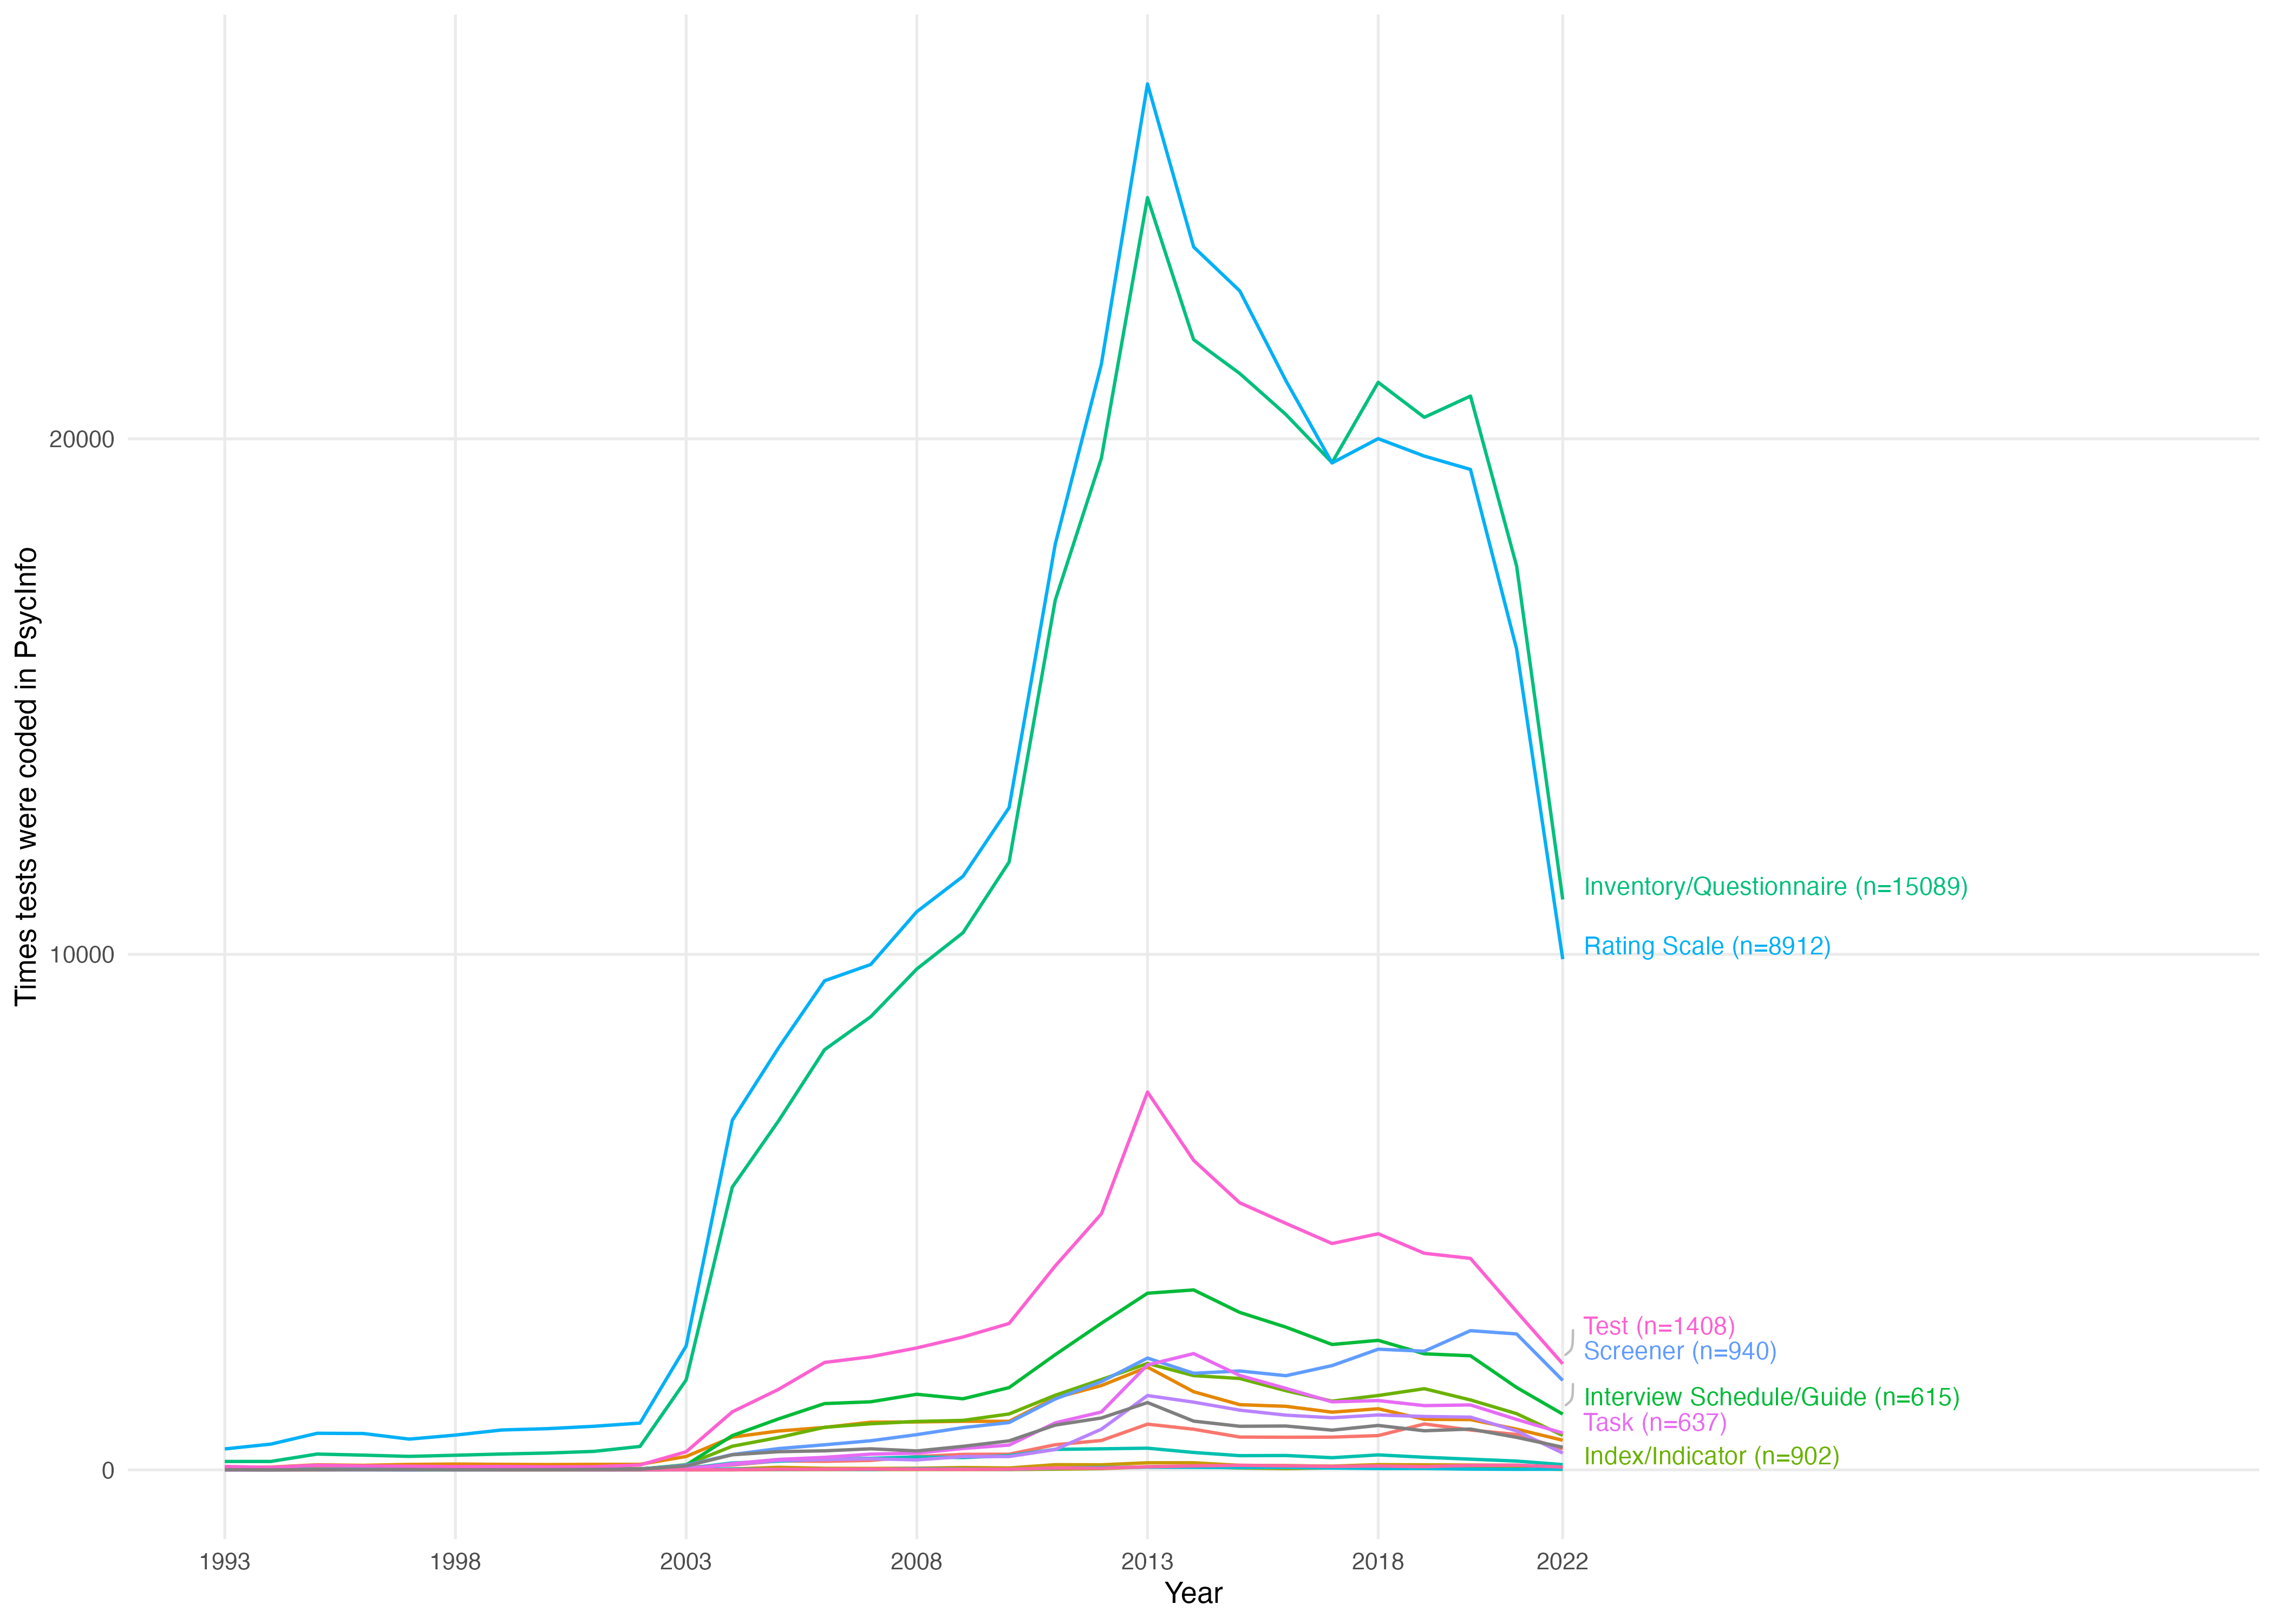 Times tests were coded in PsycInfo
20000
10000
0
Inventory/Questionnaire (n=15089)
Rating Scale (n=8912)
Test (n=1408)
Screener (n=940)
Interview Schedule/Guide (n=615)
Task (n=637)
Index/Indicator (n=902)
1993 1998 2003 2008 2013 2018 2022
Year